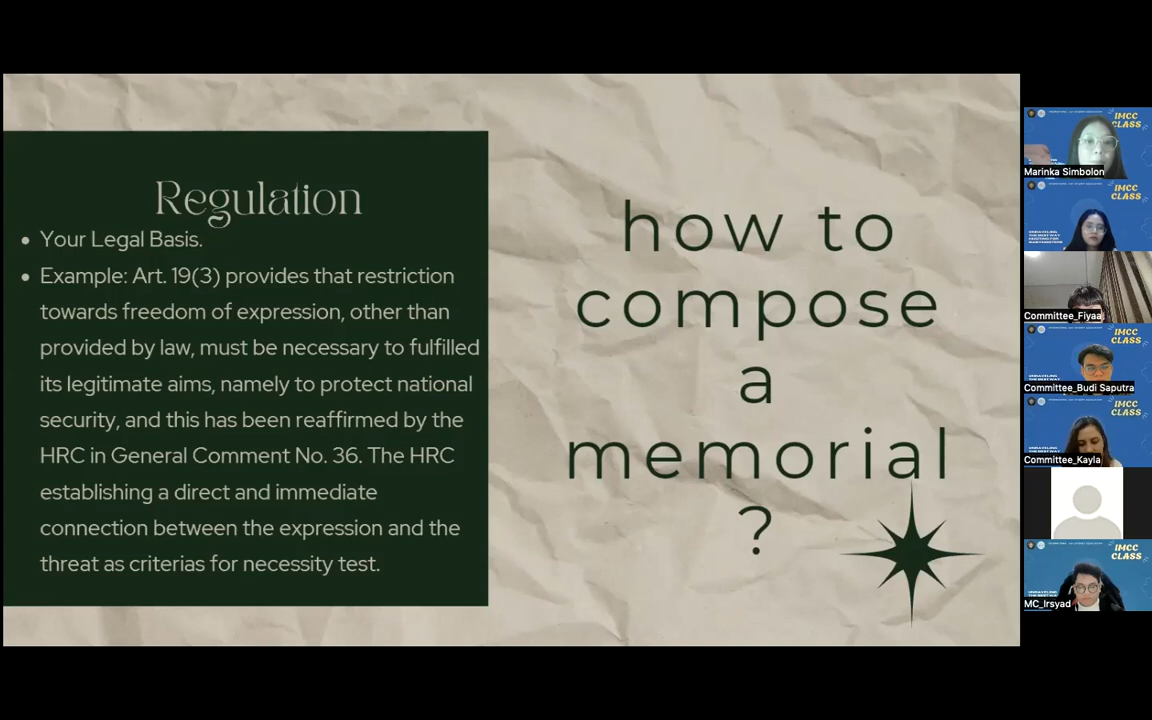 Regulation
• Your Legal Basis.
• Example: Art. 19(3) provides that restriction
towards freedom of expression, other than
provided by law, must be necessary to fulfilled
its legitimate aims, namely to protect national
security, and this has been reaffirmed by the
HRC in General Comment No. 36. The HRC
establishing a direct and immediate
connection between the expression and the
threat as criterias for necessity test.
how to
compose
a
memorial
?
IMCC
CLASS
Marinka Simbolon
IMCC
CLASS
Committee_Fiyaa
IMCC
CLASS
Committee_Budi Saputra
IMCC
CLASS
Committee_Kayla
IMCC
CLASS
MC_Irsyad